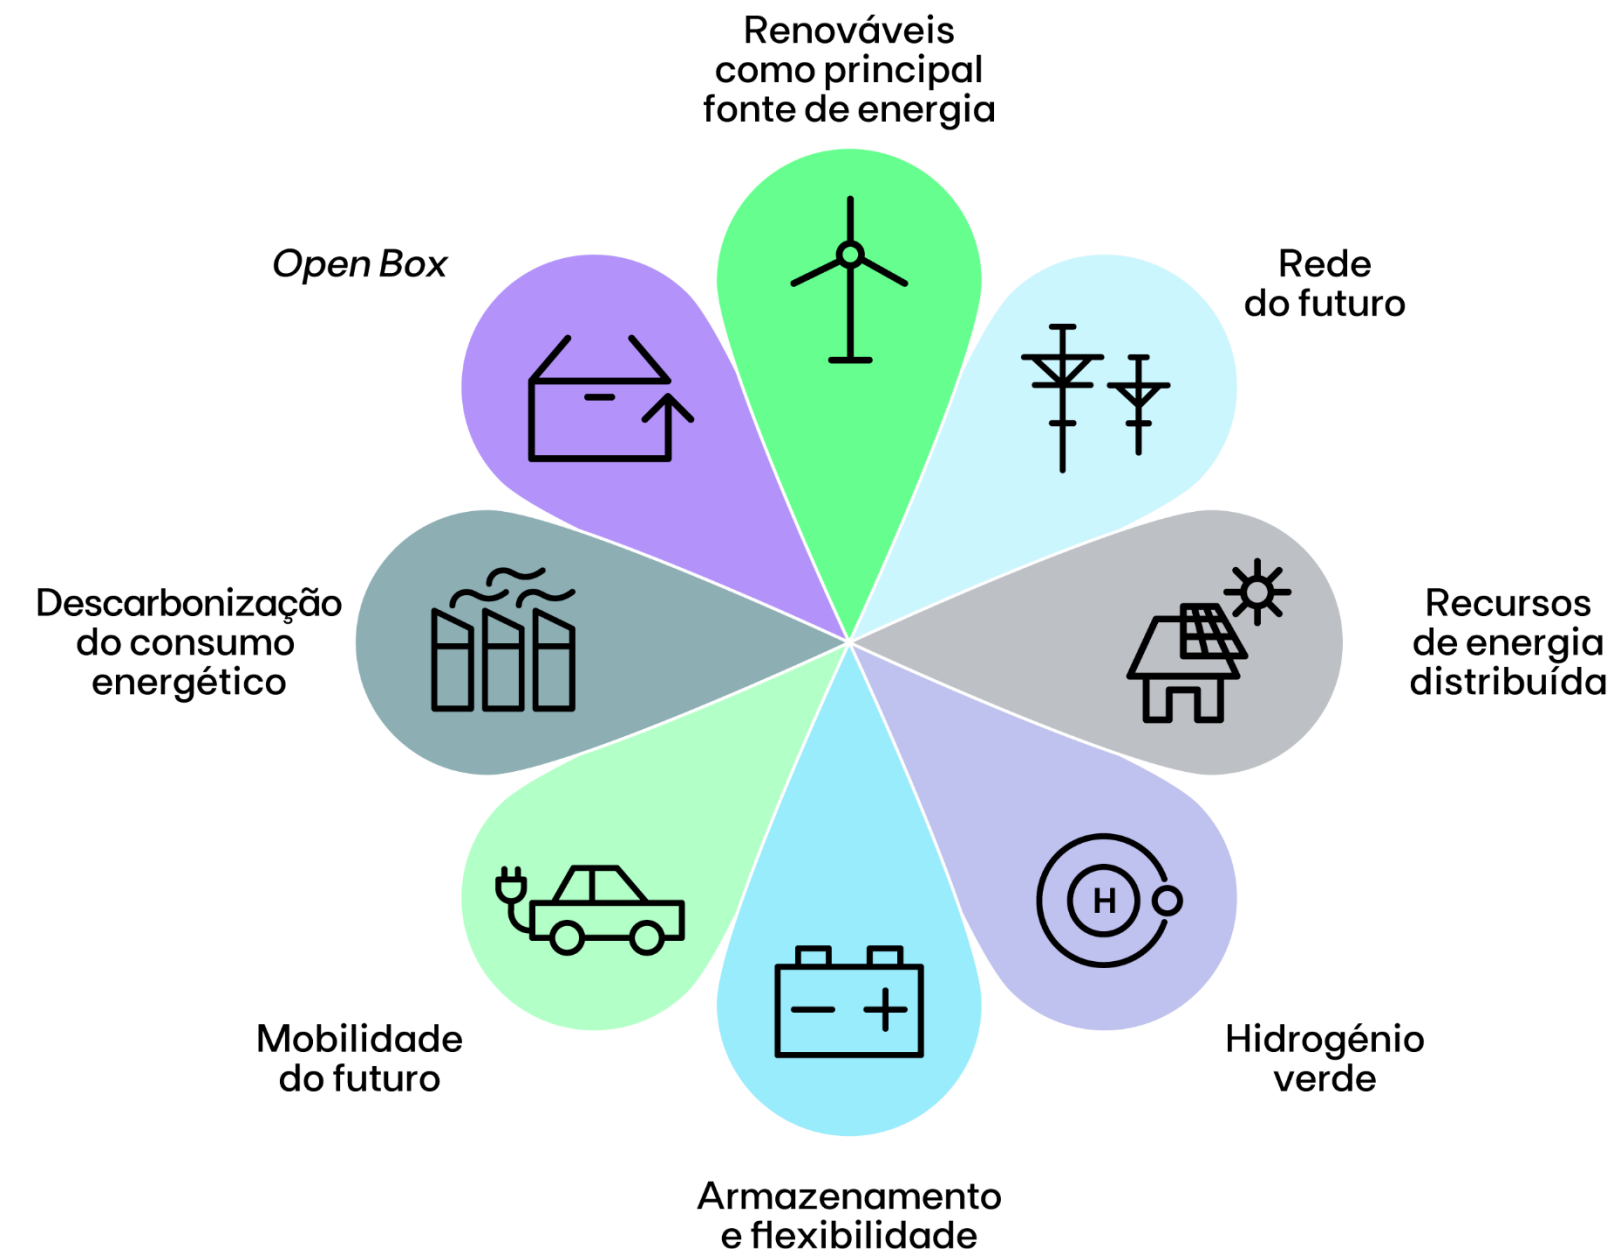 Renováveis
como principal
fonte de energia
Open Box
Rede
do futuro
Descarbonização
do consumo
energético
Recursos
de energia
distribuída
H
Mobilidade
do futuro
Hidrogénio
verde
Armazenamento
e flexibilidade